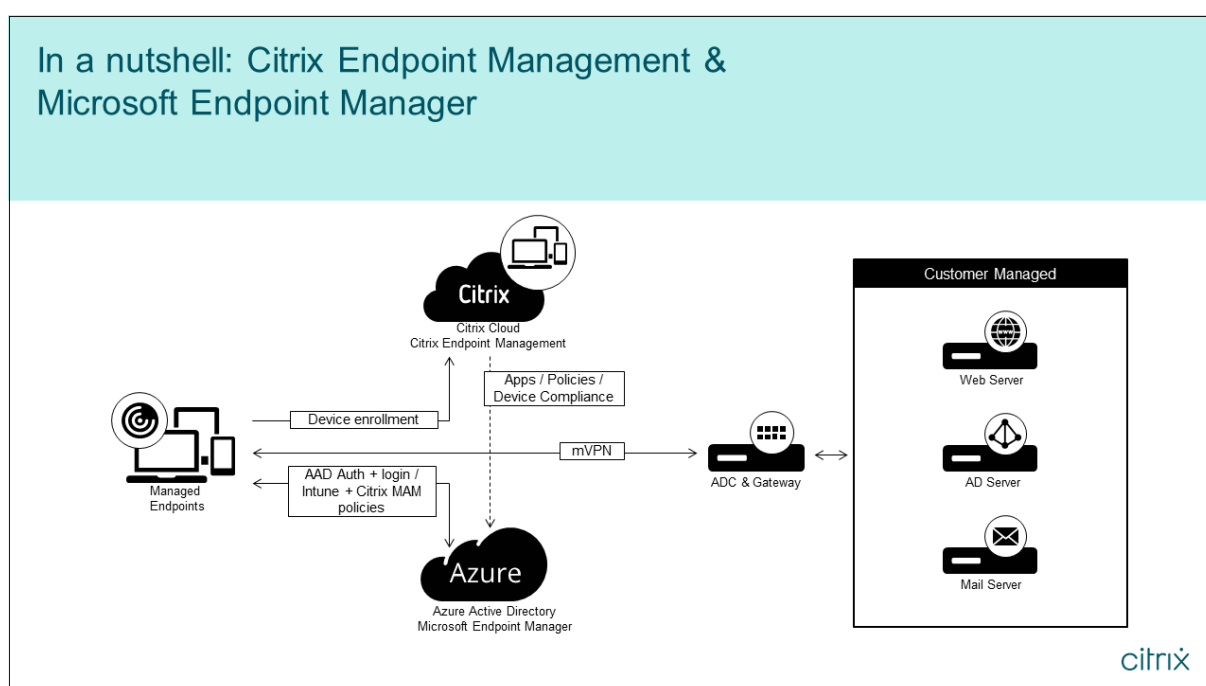 In a nutshell: Citrix Endpoint Management &
Microsoft Endpoint Manager
Citrix
Citrix Cloud
Citrix Endpoint Management
Customer Managed
WWW
Web Server
Apps / Policies /
Device Compliance
Device enrollment
mVPN
ADC & Gateway
AD Server
Managed
Endpoints
AAD Auth + login /
Intune + Citrix MAM
policies
Azure
Azure Active Directory
Microsoft Endpoint Manager
Mail Server
citrix